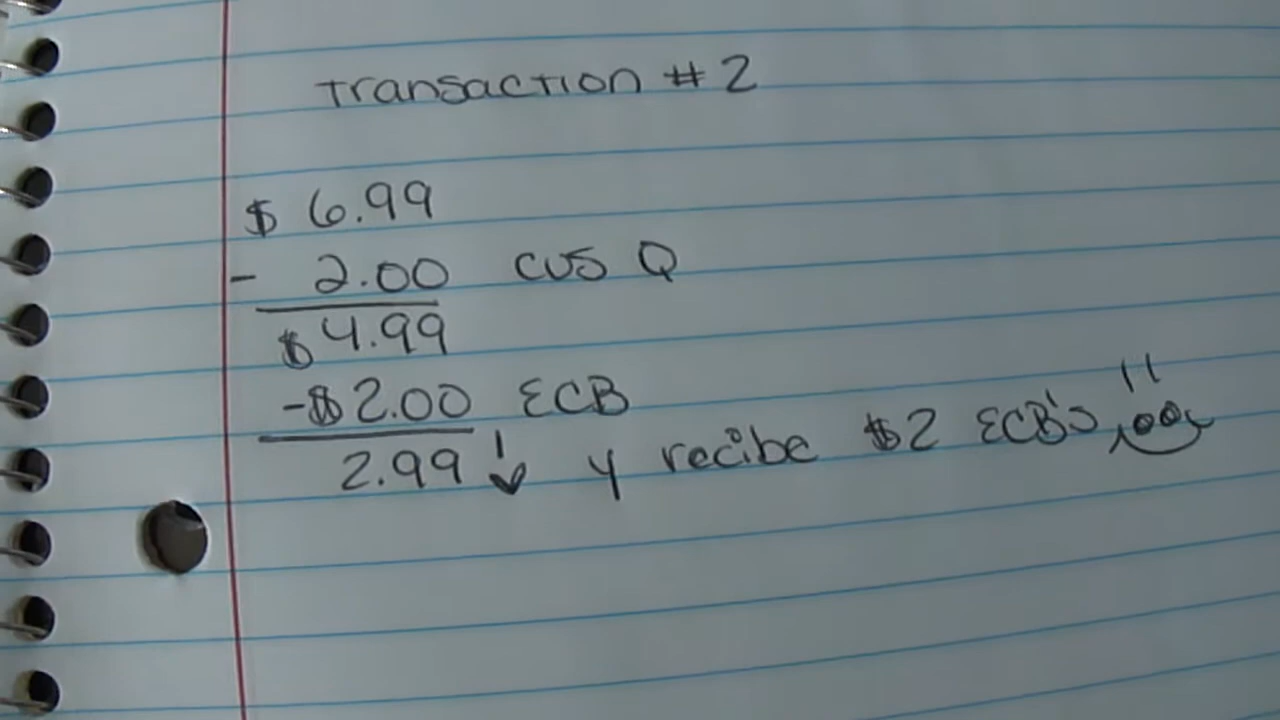 Transaction # 2
$ 6.99
- 2.00 CVS Q
$4.99
-$2.00 ECB
2.99 y recibe $2 ECB's